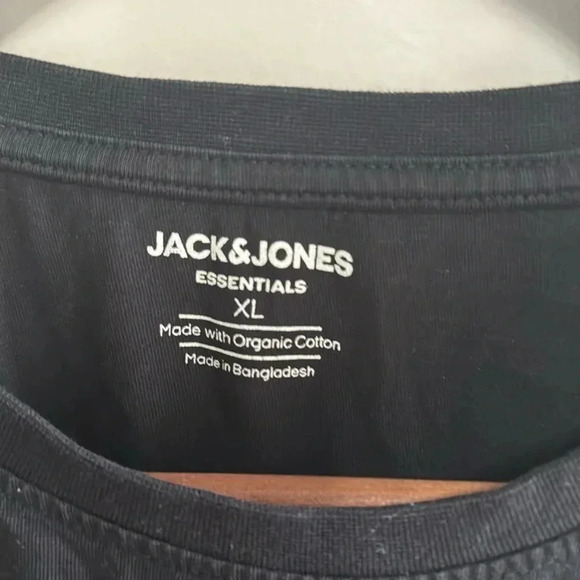 JACK&JONES
ESSENTIALS
XL
Made with Organic Cotton
Made in Bangladesh